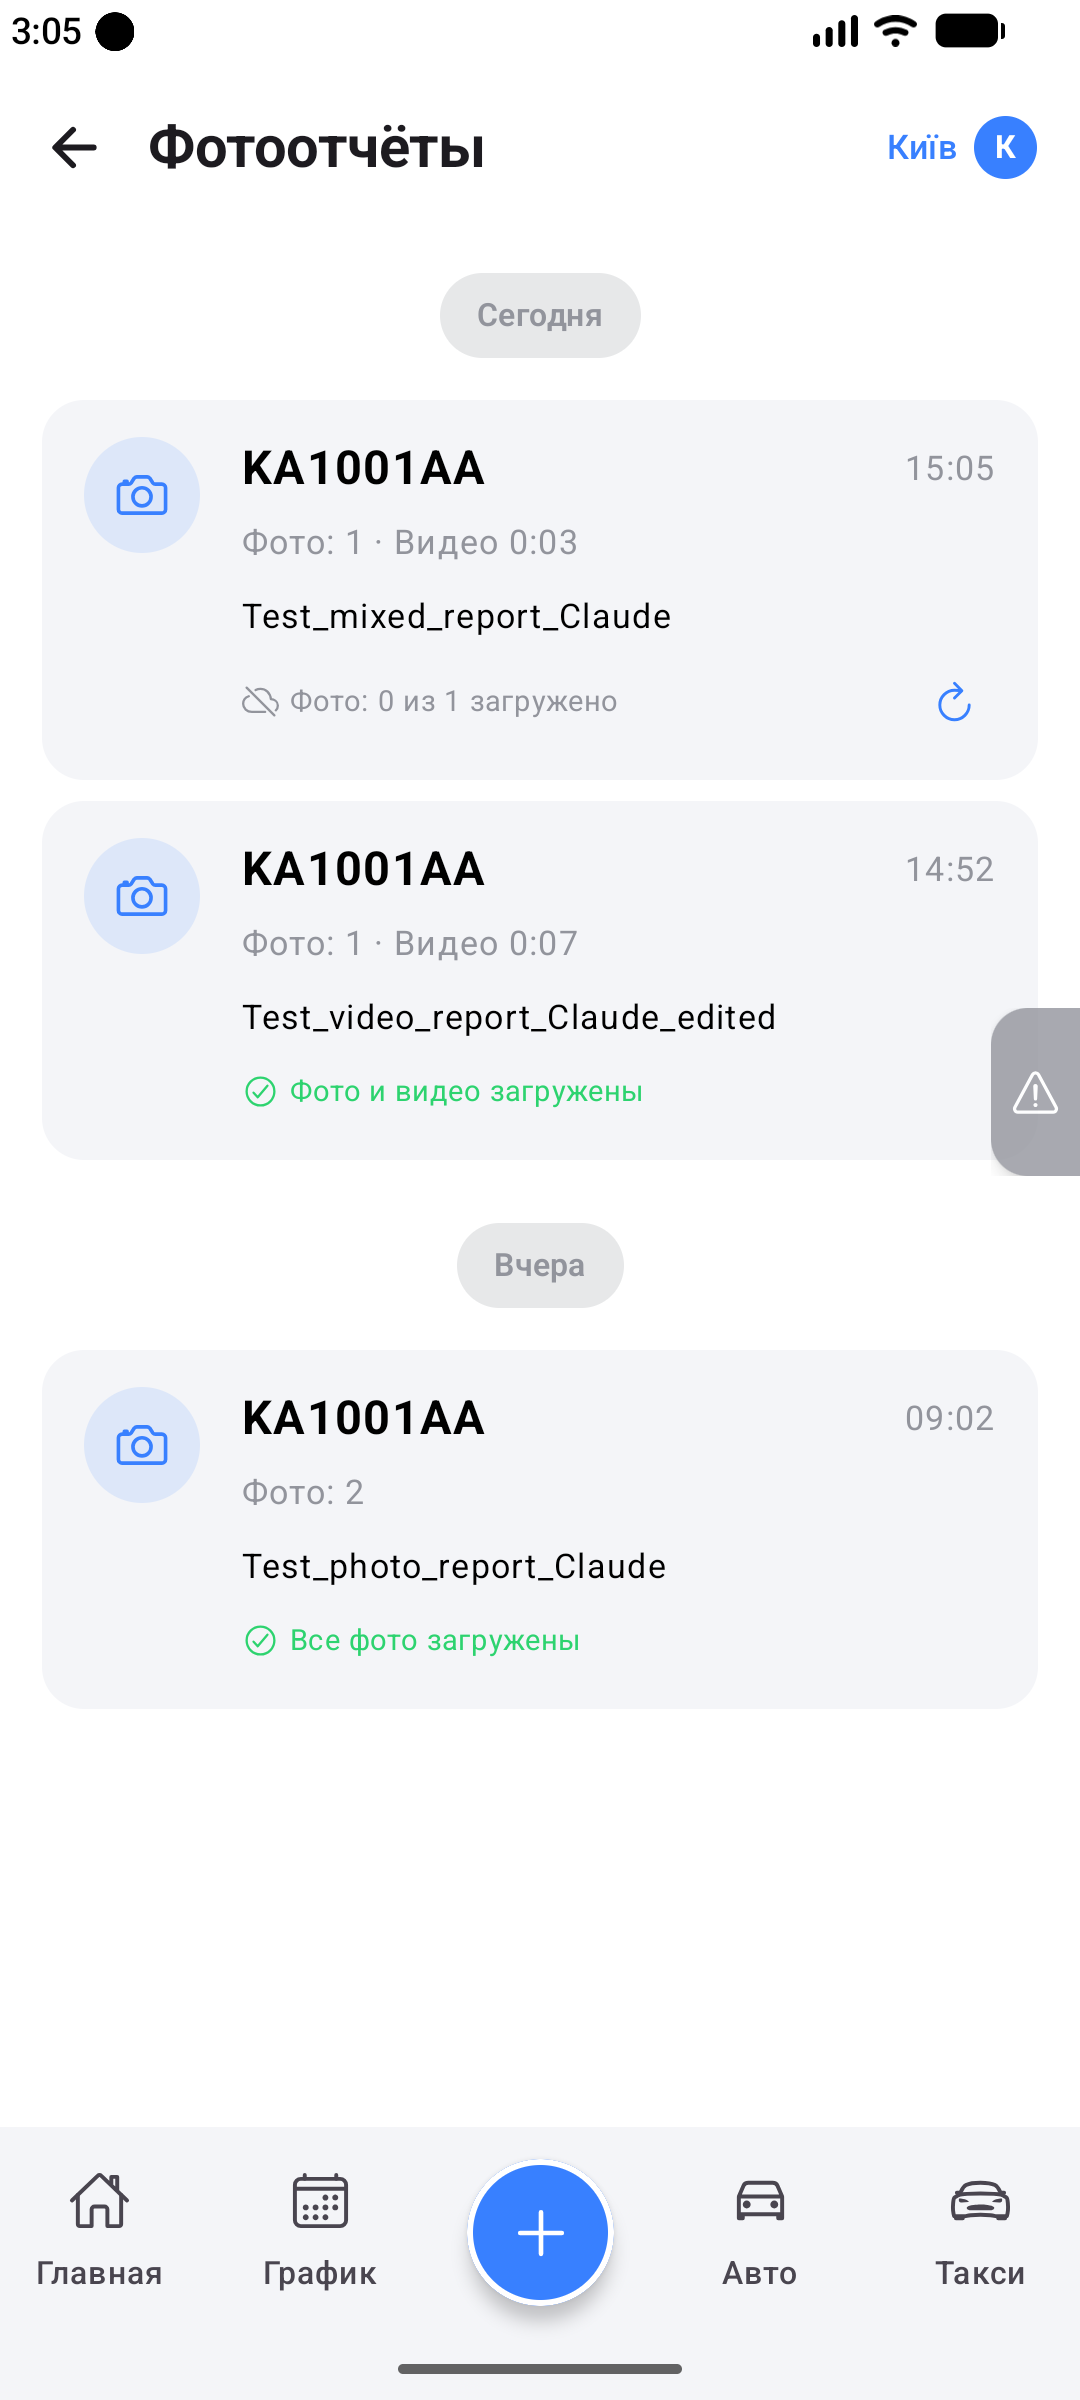 3:05
Фотоотчёты
Київ K
Сегодня
KA1001AA 15:05
Фото: 1 · Видео 0:03
Test_mixed_report_Claude
Фото: 0 из 1 загружено
KA1001AA 14:52
Фото: 1 · Видео 0:07
Test_video_report_Claude_edited
Фото и видео загружены
Вчера
KA1001AA 09:02
Фото: 2
Test_photo_report_Claude
Все фото загружены
Главная График Авто Такси